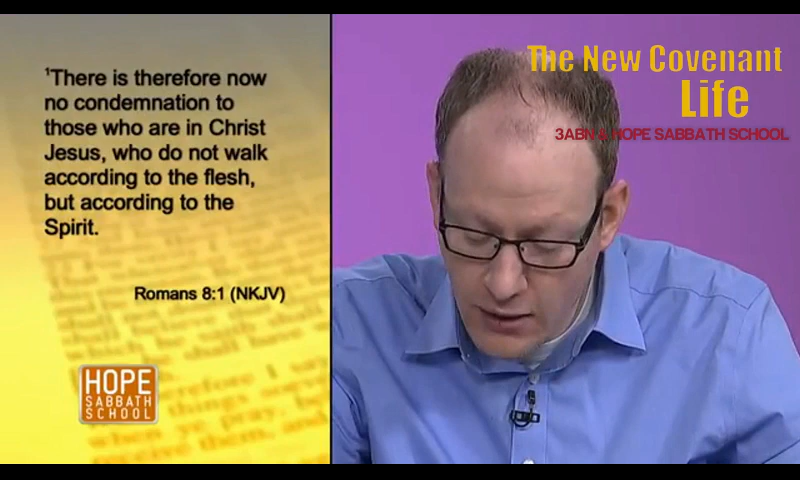 ¹There is therefore now
no condemnation to
those who are in Christ
Jesus, who do not walk
according to the flesh,
but according to the
Spirit.
Romans 8:1 (NKJV)
HOPE
SABBATH
SCHOOL
The New Covenant
Life
3ABN & HOPE SABBATH SCHOOL